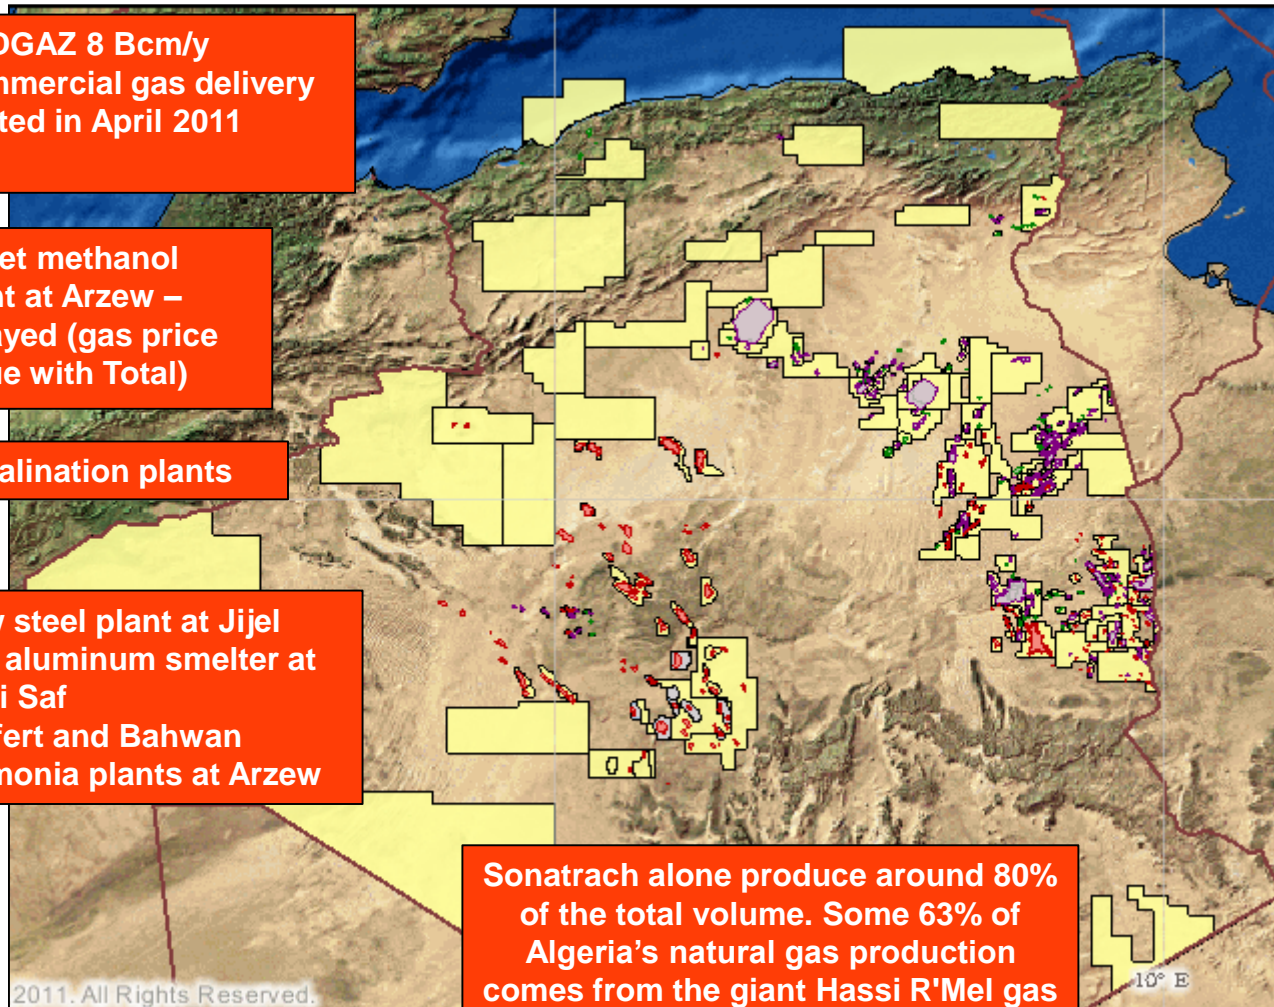 OGAZ 8 Bcm/y
mmercial gas delivery
ted in April 2011
et methanol
nt at Arzew –
ayed (gas price
ue with Total)
alination plants
v steel plant at Jijel
aluminum smelter at
i Saf
fert and Bahwan
monia plants at Arzew
Sonatrach alone produce around 80%
of the total volume. Some 63% of
Algeria's natural gas production
comes from the giant Hassi R'Mel gas
10° E
2011. All Rights Reserved.